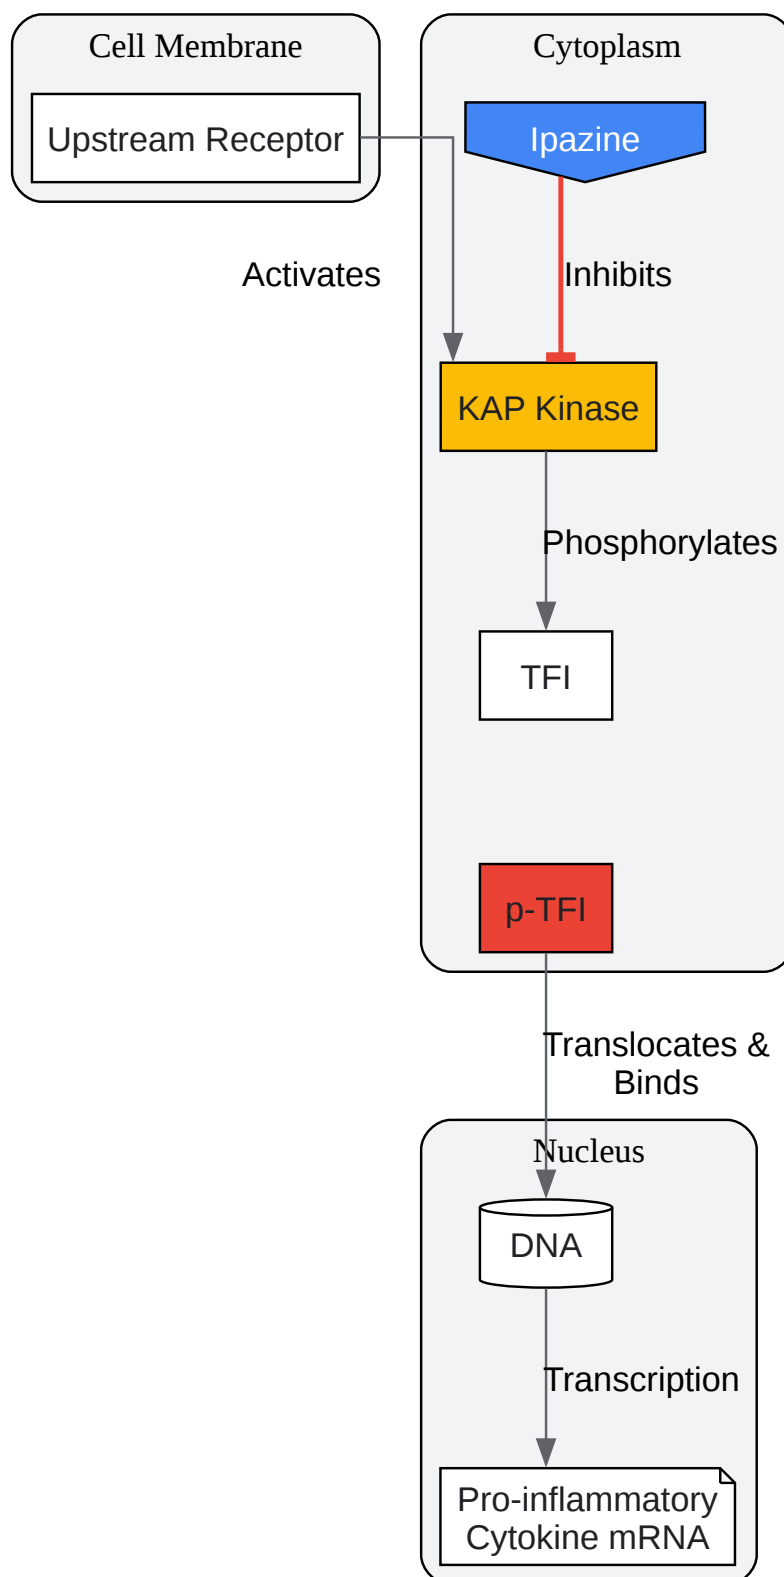 Cell Membrane
Upstream Receptor
Cytoplasm
Ipazine
Activates
Inhibits
KAP Kinase
Phosphorylates
TFI
p-TFI
Translocates &
Binds
Nucleus
DNA
Transcription
Pro-inflammatory
Cytokine mRNA